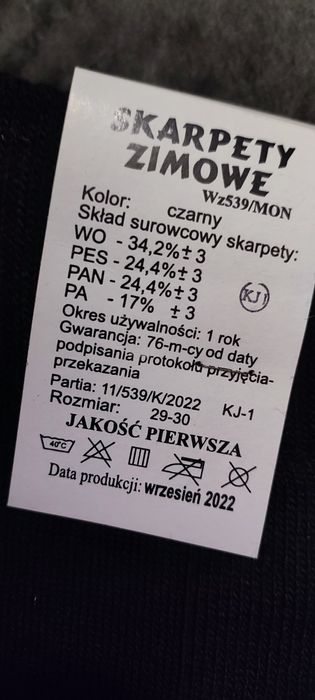 SKARPETY
ZIMOWE
Wz539/MON
Kolor: czarny
Skład surowcowy skarpety:
WO - 34,2%± 3
PES - 24,4%± 3
PAN - 24,4%± 3
PA - 17% ± 3
KJ1
Okres używalności: 1 rok
Gwarancja: 76-m-cy od daty
podpisania protokołu przyjęcia-
przekazania
Partia: 11/539/K/2022 KJ-1
Rozmiar: 29-30
JAKOŚĆ PIERWSZA
40°C
Data produkcji: wrzesień 2022